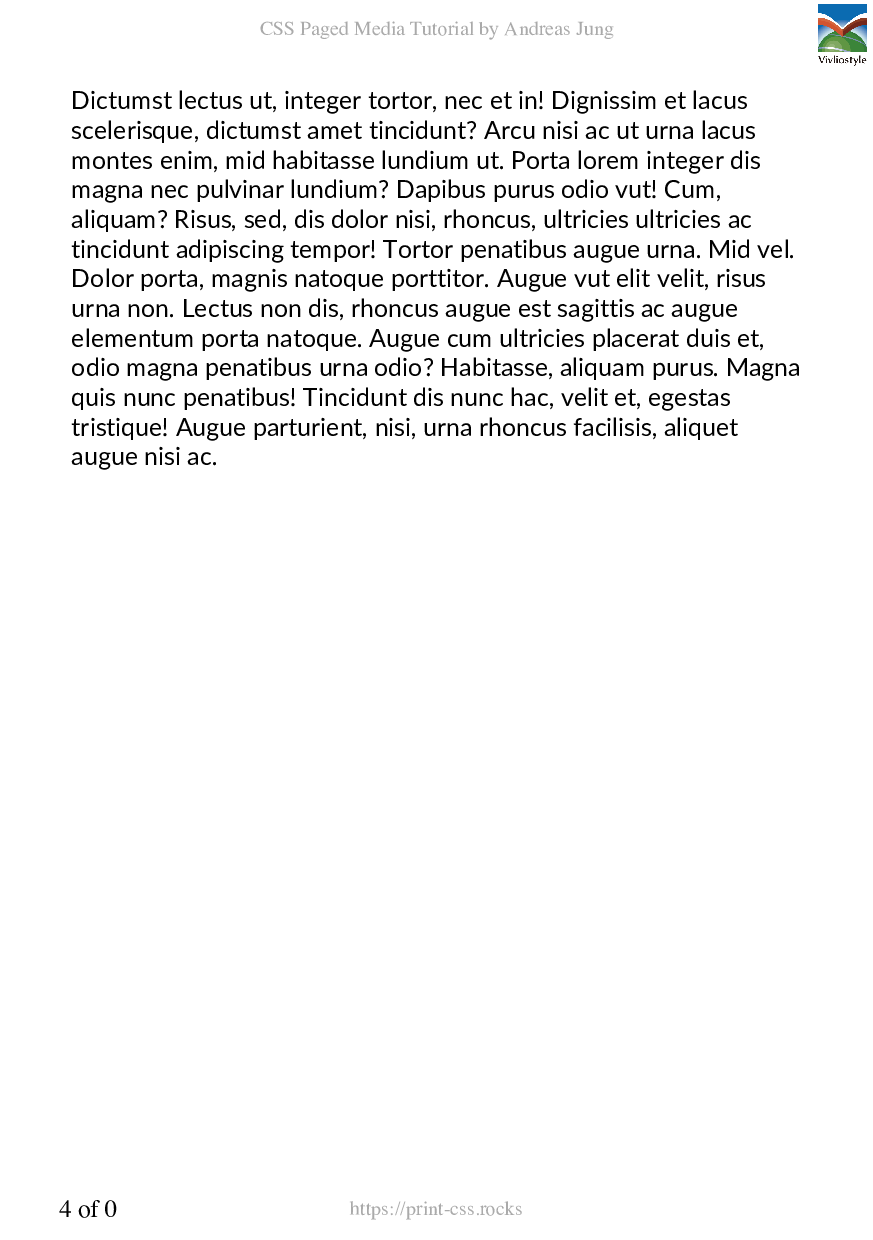 CSS Paged Media Tutorial by Andreas Jung
Vivliostyle
Dictumst lectus ut, integer tortor, nec et in! Dignissim et lacus
scelerisque, dictumst amet tincidunt? Arcu nisi ac ut urna lacus
montes enim, mid habitasse lundium ut. Porta lorem integer dis
magna nec pulvinar lundium? Dapibus purus odio vut! Cum,
aliquam? Risus, sed, dis dolor nisi, rhoncus, ultricies ultricies ac
tincidunt adipiscing tempor! Tortor penatibus augue urna. Mid vel.
Dolor porta, magnis natoque porttitor. Augue vut elit velit, risus
urna non. Lectus non dis, rhoncus augue est sagittis ac augue
elementum porta natoque. Augue cum ultricies placerat duis et,
odio magna penatibus urna odio? Habitasse, aliquam purus. Magna
quis nunc penatibus! Tincidunt dis nunc hac, velit et, egestas
tristique! Augue parturient, nisi, urna rhoncus facilisis, aliquet
augue nisi ac.
4 of 0
https://print-css.rocks